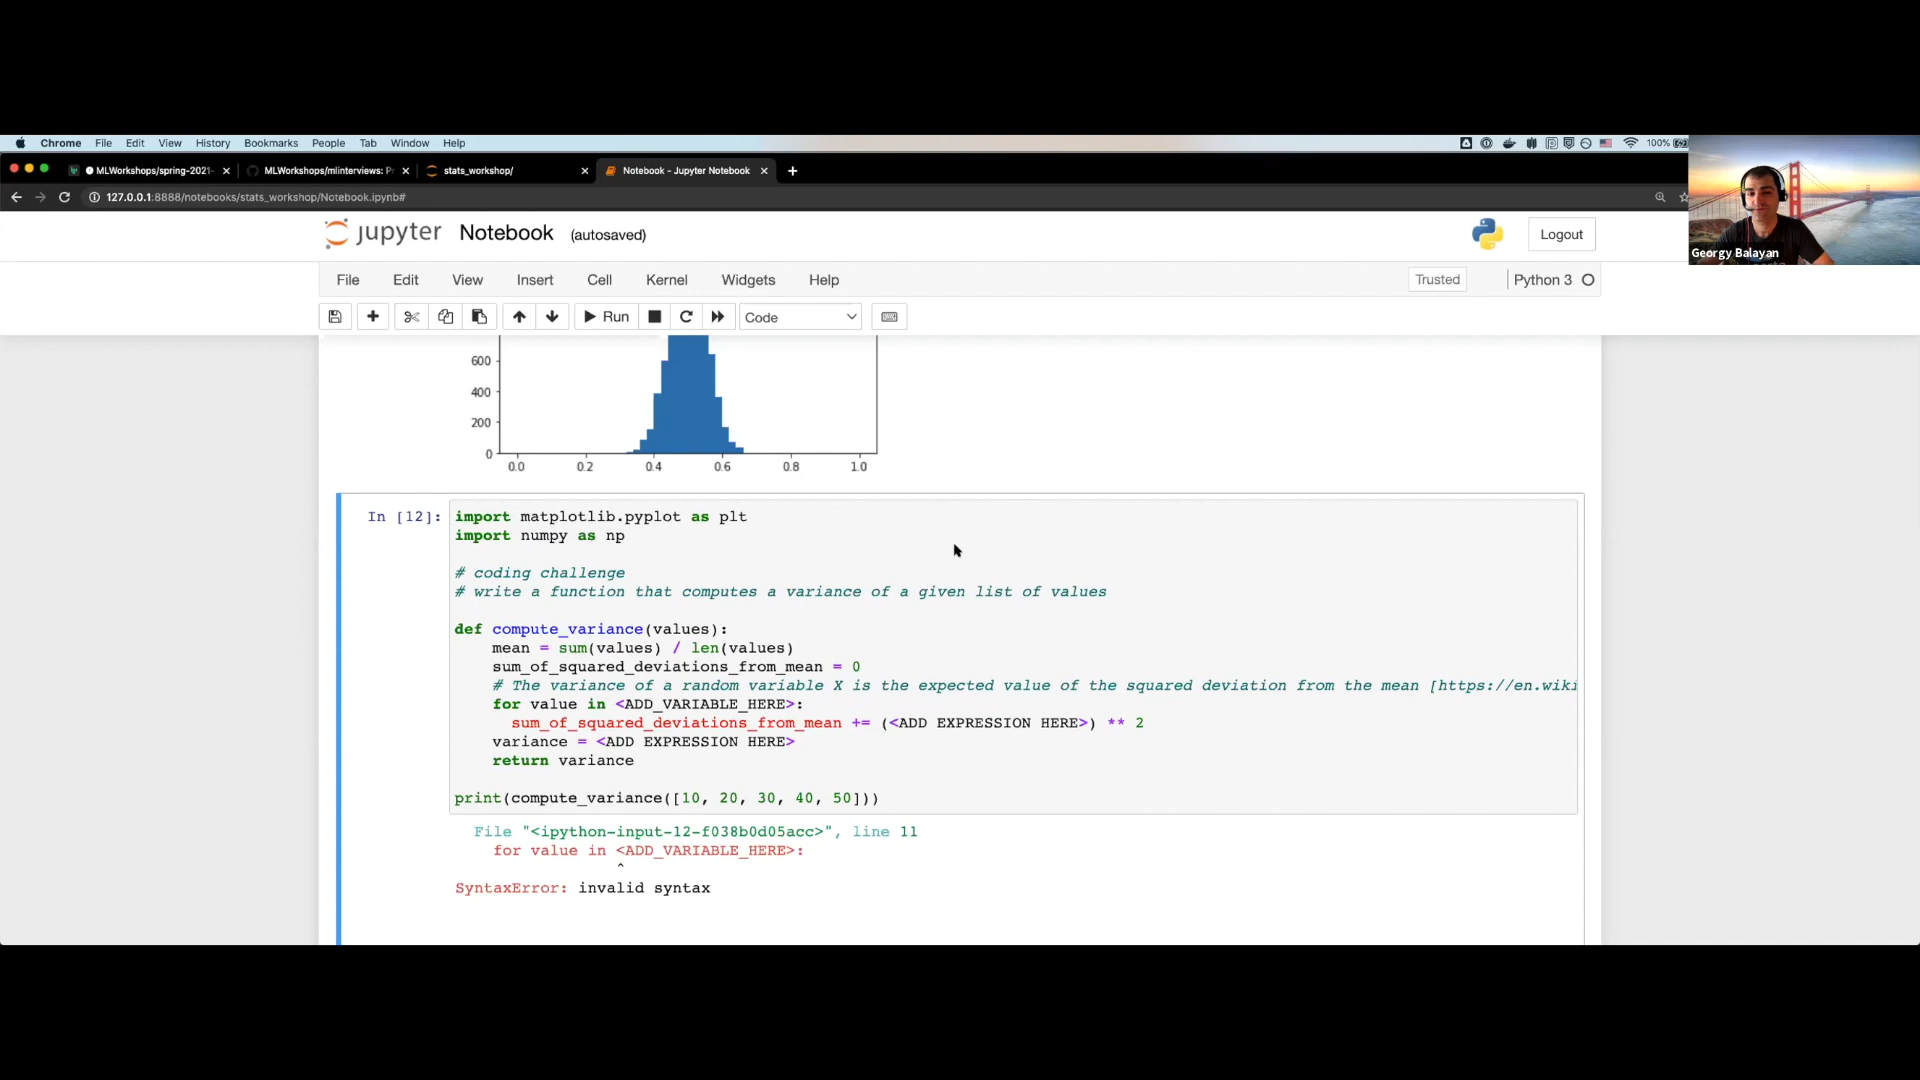 Chrome File Edit View History Bookmarks People Tab Window Help 100%
MLWorkshops/spring-2021- MLWorkshops/mlinterviews: Pr stats_workshop/ Notebook - Jupyter Notebook
127.0.0.1:8888/notebooks/stats_workshop/Notebook.ipynb#
jupyter Notebook (autosaved) Logout
Georgy Balayan
File Edit View Insert Cell Kernel Widgets Help Trusted Python 3
Run Code
600
400
200
0
0.0 0.2 0.4 0.6 0.8 1.0
In [12]: import matplotlib.pyplot as plt
import numpy as np
# coding challenge
# write a function that computes a variance of a given list of values
def compute_variance(values):
mean = sum(values) / len(values)
sum_of_squared_deviations_from_mean = 0
# The variance of a random variable X is the expected value of the squared deviation from the mean [https://en.wiki
for value in <ADD_VARIABLE_HERE>:
sum_of_squared_deviations_from_mean += (<ADD EXPRESSION HERE>) ** 2
variance = <ADD EXPRESSION HERE>
return variance
print(compute_variance([10, 20, 30, 40, 50]))
File "<ipython-input-12-f038b0d05acc>", line 11
for value in <ADD_VARIABLE_HERE>:
^
SyntaxError: invalid syntax